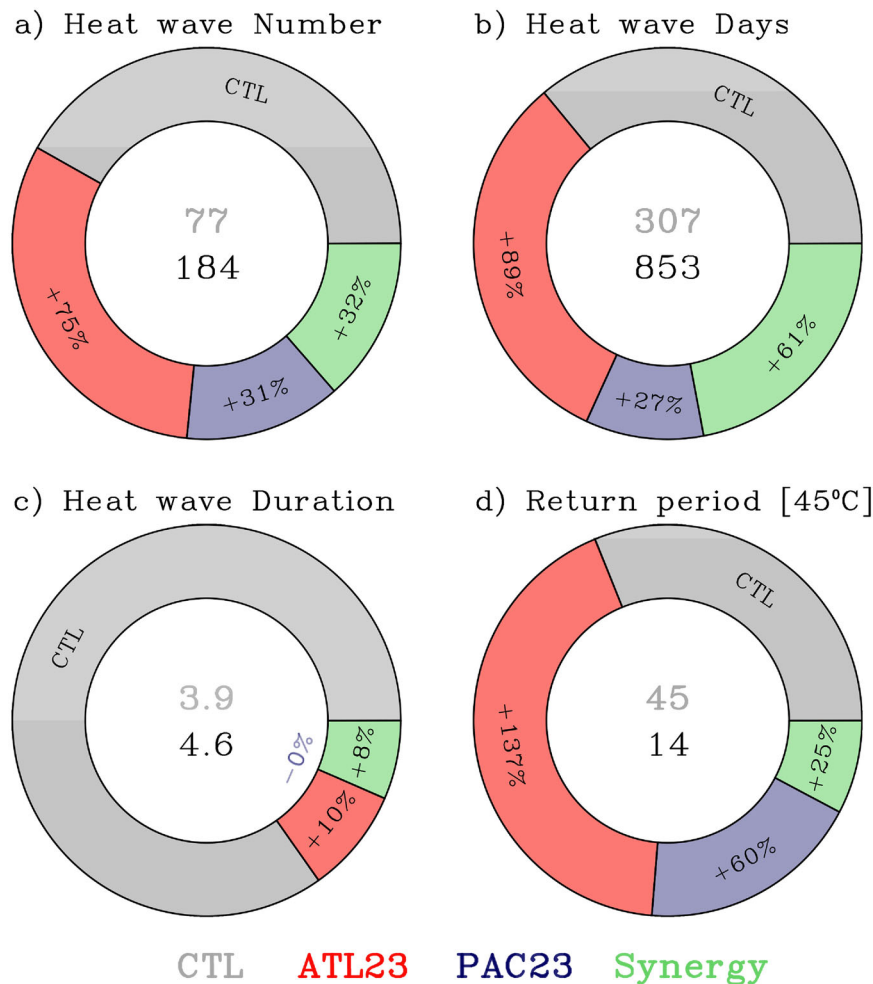 a) Heat wave Number
CTL
77
184
+75%
+31%
+32%
b) Heat wave Days
CTL
307
853
+89%
+27%
+61%
c) Heat wave Duration
CTL
3.9
4.6
-0%
+8%
+10%
d) Return period [45°C]
CTL
45
14
+137%
+60%
+25%
CTL ATL23 PAC23 Synergy